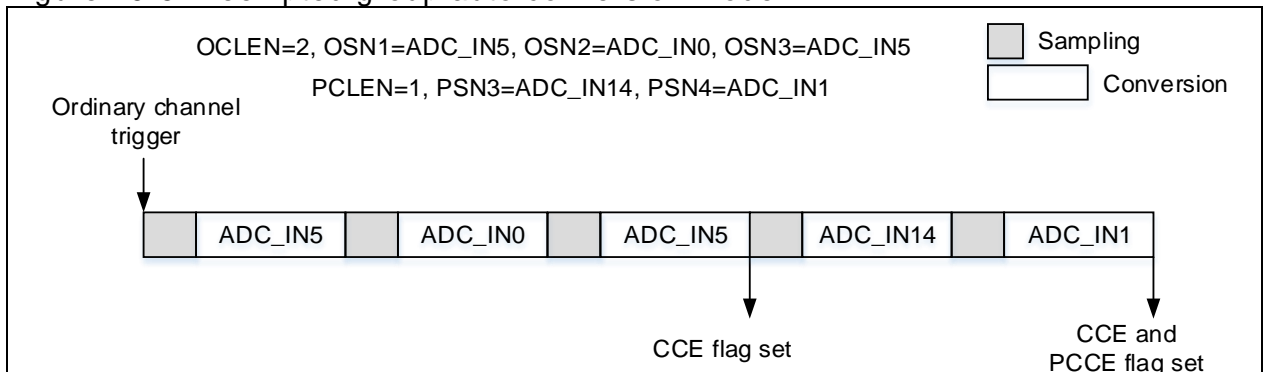 OCLEN=2, OSN1=ADC_IN5, OSN2=ADC_IN0, OSN3=ADC_IN5
PCLEN=1, PSN3=ADC_IN14, PSN4=ADC_IN1
Sampling
Conversion
Ordinary channel
trigger
ADC_IN5 ADC_IN0 ADC_IN5 ADC_IN14 ADC_IN1
CCE flag set
CCE and
PCCE flag set